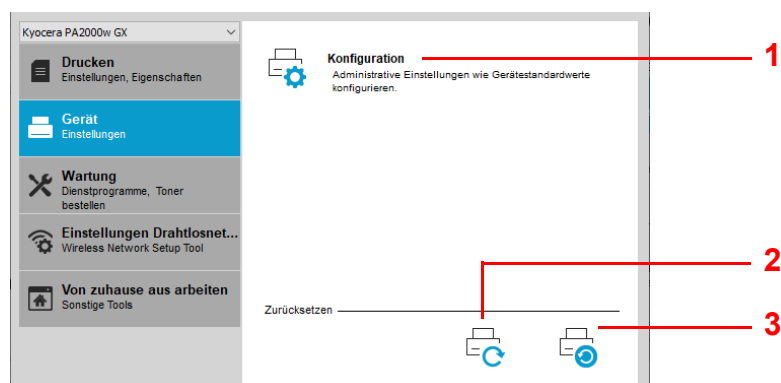 Kyocera PA2000w GX
Drucken
Einstellungen, Eigenschaften
Gerät
Einstellungen
Wartung
Dienstprogramme, Toner
bestellen
Einstellungen Drahtlosnet...
Wireless Network Setup Tool
Von zuhause aus arbeiten
Sonstige Tools
Konfiguration
Administrative Einstellungen wie Gerätestandardwerte
konfigurieren.
Zurücksetzen
1
2
3